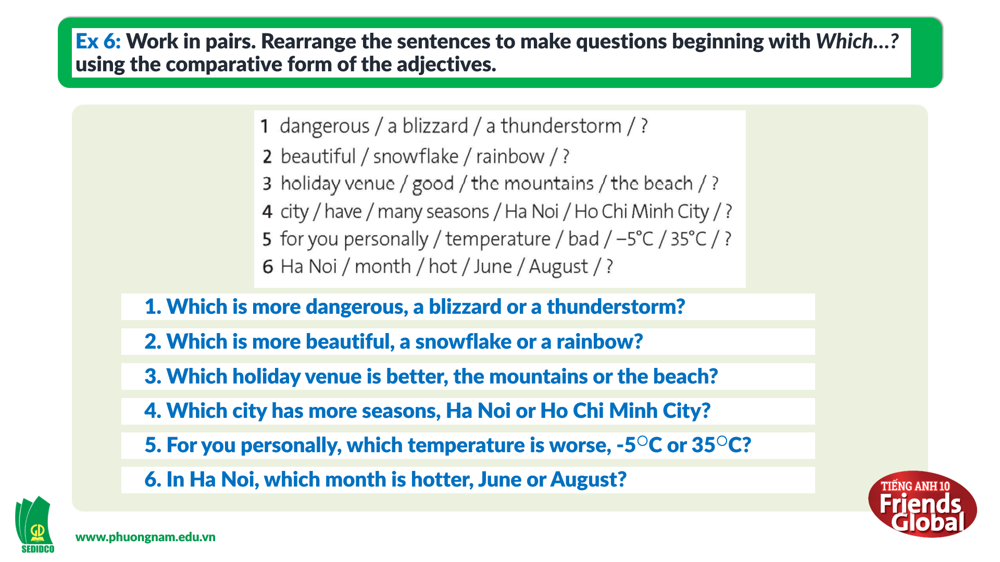 Ex 6: Work in pairs. Rearrange the sentences to make questions beginning with Which...?
using the comparative form of the adjectives.
1 dangerous / a blizzard / a thunderstorm / ?
2 beautiful / snowflake / rainbow / ?
3 holiday venue / good / the mountains / the beach / ?
4 city / have / many seasons / Ha Noi / Ho Chi Minh City / ?
5 for you personally / temperature / bad / –5°C / 35°C / ?
6 Ha Noi / month / hot / June / August / ?
1. Which is more dangerous, a blizzard or a thunderstorm?
2. Which is more beautiful, a snowflake or a rainbow?
3. Which holiday venue is better, the mountains or the beach?
4. Which city has more seasons, Ha Noi or Ho Chi Minh City?
5. For you personally, which temperature is worse, -5°C or 35°C?
6. In Ha Noi, which month is hotter, June or August?
TIẾNG ANH 10
Friends
Global
GD
SEDIDCO
www.phuongnam.edu.vn